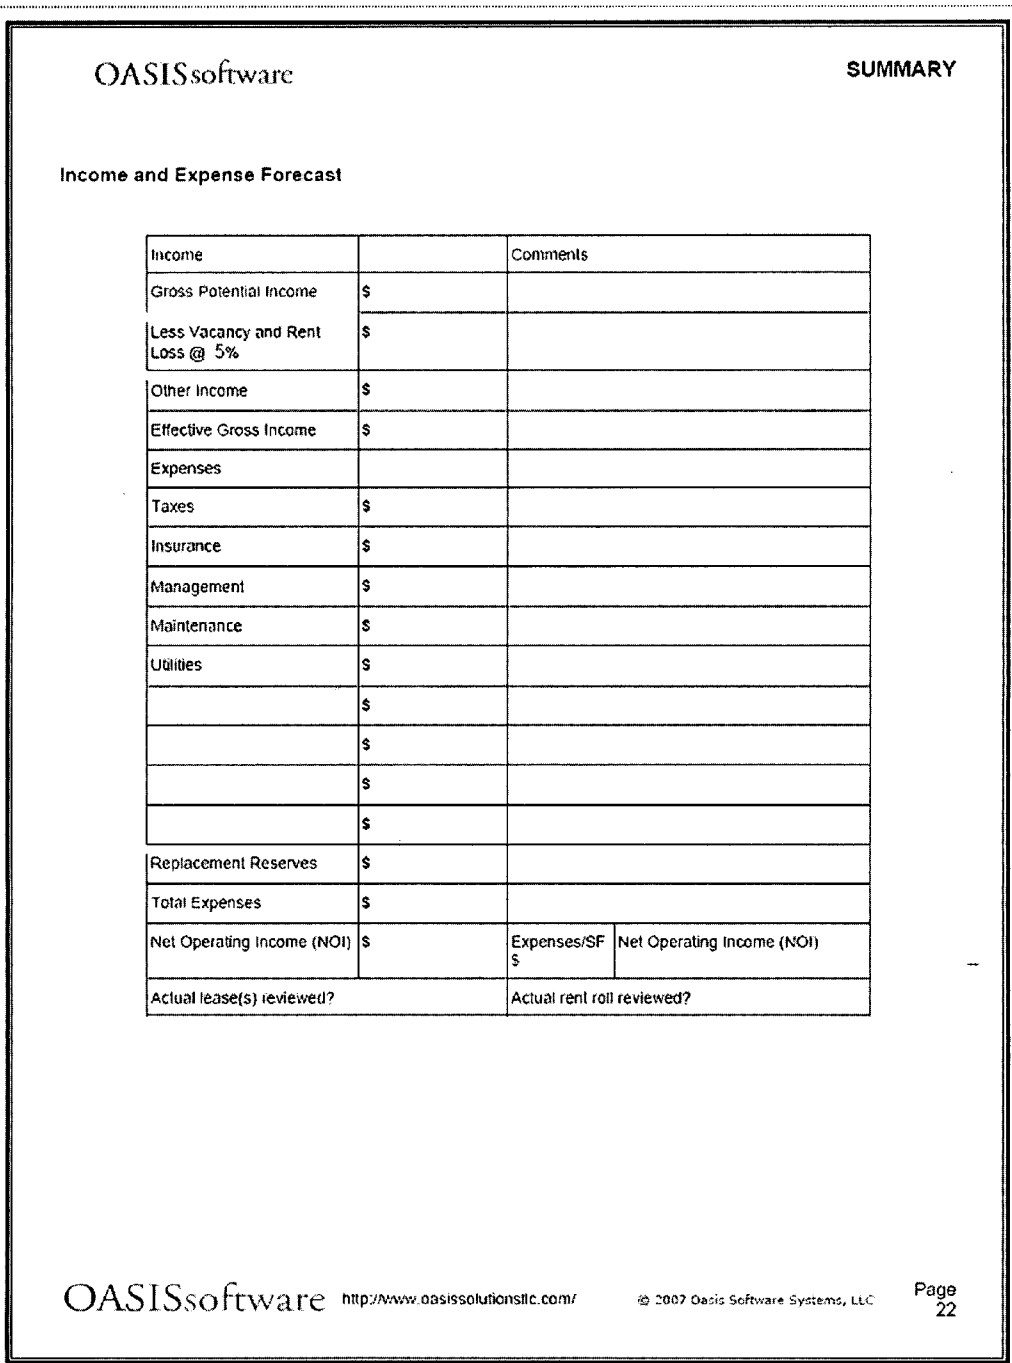 OASISsoftware
SUMMARY
Income and Expense Forecast
Income Comments
Gross Potential Income $
Less Vacancy and Rent $
Loss @ 5%
Other Income $
Effective Gross Income $
Expenses
Taxes $
Insurance $
Management $
Maintenance $
Utilities $
$
$
$
$
Replacement Reserves $
Total Expenses $
Net Operating Income (NOI) $ Expenses/SF Net Operating Income (NOI)
$
Actual lease(s) reviewed? Actual rent roll reviewed?
OASISsoftware http://www.oasissolutionsllc.com/ © 2007 Oasis Software Systems, LLC Page
22